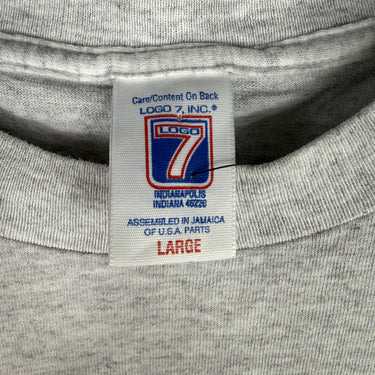 Care/Content On Back
LOGO 7, INC.®
LOGO
7
INDIANAPOLIS
INDIANA 46226
ASSEMBLED IN JAMAICA
OF U.S.A. PARTS
LARGE